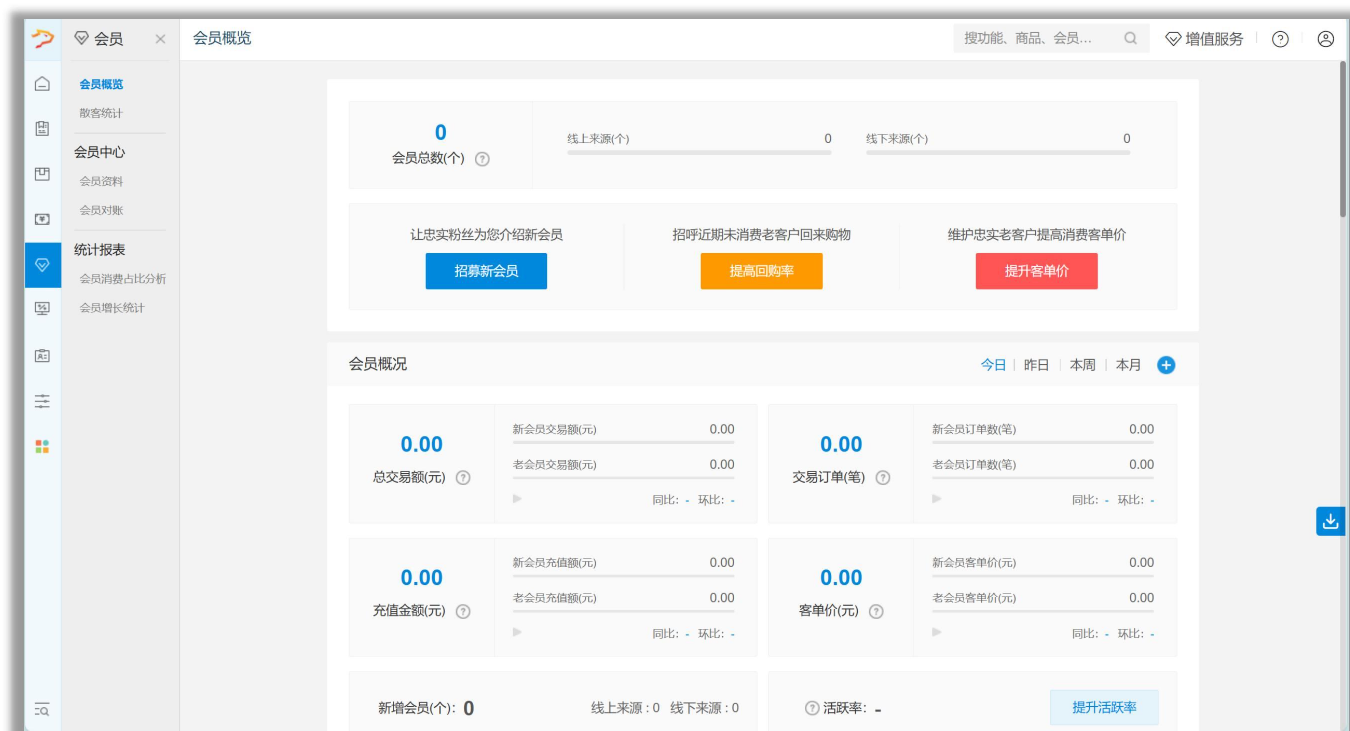 会员
会员概览
搜功能、商品、会员...
增值服务
会员概览
散客统计
会员中心
会员资料
会员对账
统计报表
会员消费占比分析
会员增长统计
0
会员总数(个)
线上来源(个) 0
线下来源(个) 0
让忠实粉丝为您介绍新会员
招募新会员
招呼近期未消费老客户回来购物
提高回购率
维护忠实老客户提高消费客单价
提升客单价
会员概况
今日 昨日 本周 本月
0.00
总交易额(元)
新会员交易额(元) 0.00
老会员交易额(元) 0.00
同比: - 环比: -
0.00
交易订单(笔)
新会员订单数(笔) 0.00
老会员订单数(笔) 0.00
同比: - 环比: -
0.00
充值金额(元)
新会员充值额(元) 0.00
老会员充值额(元) 0.00
同比: - 环比: -
0.00
客单价(元)
新会员客单价(元) 0.00
老会员客单价(元) 0.00
同比: - 环比: -
新增会员(个): 0 线上来源 : 0 线下来源 : 0
活跃率: -
提升活跃率